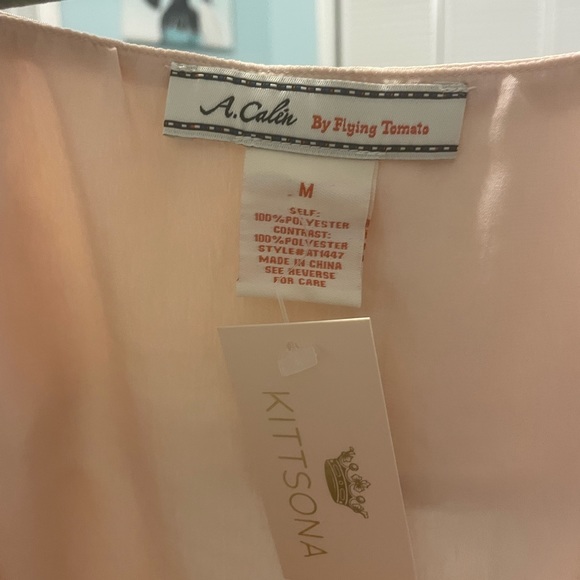 A.Calin By Flying Tomato
M
SELF:
100%POLYESTER
CONTRAST:
100%POLYESTER
STYLE# AT1447
MADE IN CHINA
SEE REVERSE
FOR CARE
KITTSONA